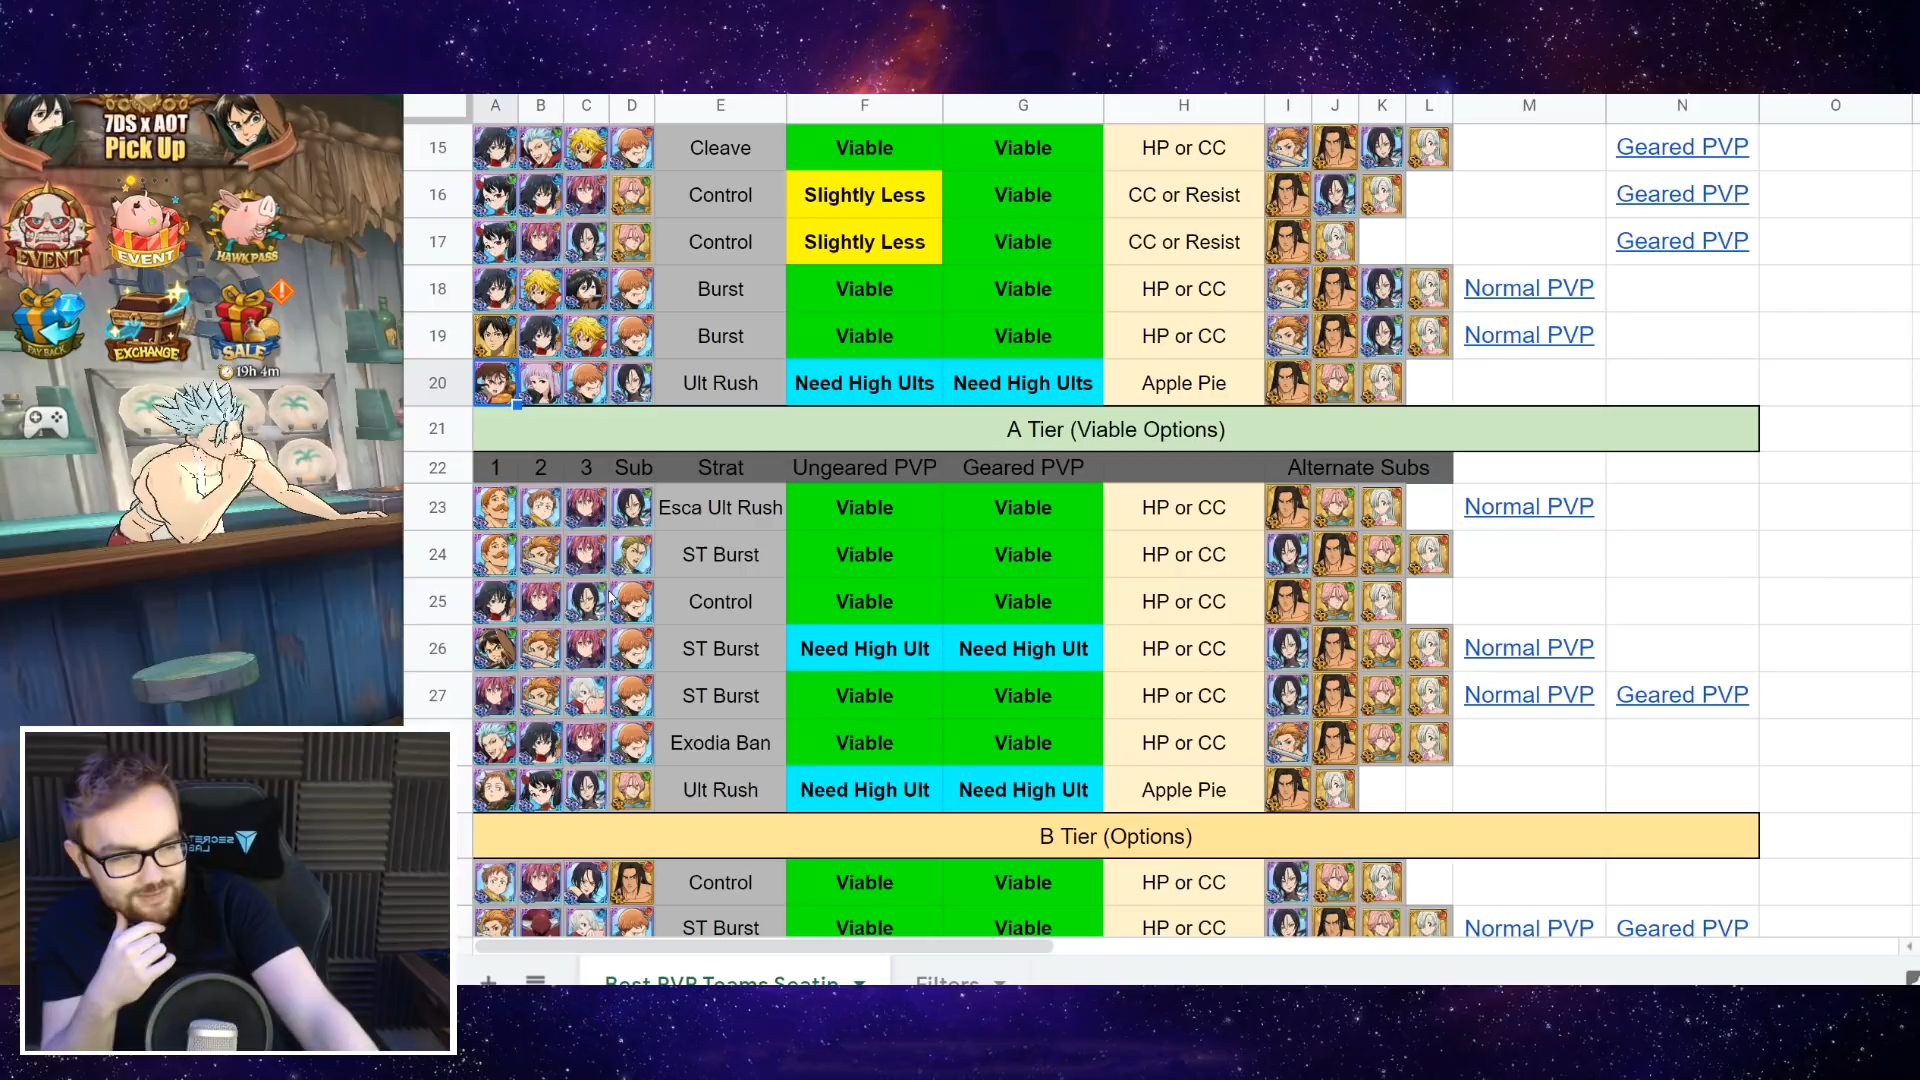 7DS x AOT
Pick Up
EVENT
EVENT
HAWK PASS
PAY BACK
EXCHANGE
SALE
19h 4m
SECRET
LAB
A B C D E F G H I J K L M N O
15 Cleave Viable Viable HP or CC Geared PVP
16 Control Slightly Less Viable CC or Resist Geared PVP
17 Control Slightly Less Viable CC or Resist Geared PVP
18 Burst Viable Viable HP or CC Normal PVP
19 Burst Viable Viable HP or CC Normal PVP
20 Ult Rush Need High Ults Need High Ults Apple Pie
21 A Tier (Viable Options)
22 1 2 3 Sub Strat Ungeared PVP Geared PVP Alternate Subs
23 Esca Ult Rush Viable Viable HP or CC Normal PVP
24 ST Burst Viable Viable HP or CC
25 Control Viable Viable HP or CC
26 ST Burst Need High Ult Need High Ult HP or CC Normal PVP
27 ST Burst Viable Viable HP or CC Normal PVP Geared PVP
Exodia Ban Viable Viable HP or CC
Ult Rush Need High Ult Need High Ult Apple Pie
B Tier (Options)
Control Viable Viable HP or CC
ST Burst Viable Viable HP or CC Normal PVP Geared PVP
Best PVP Teams Seatin
Filters